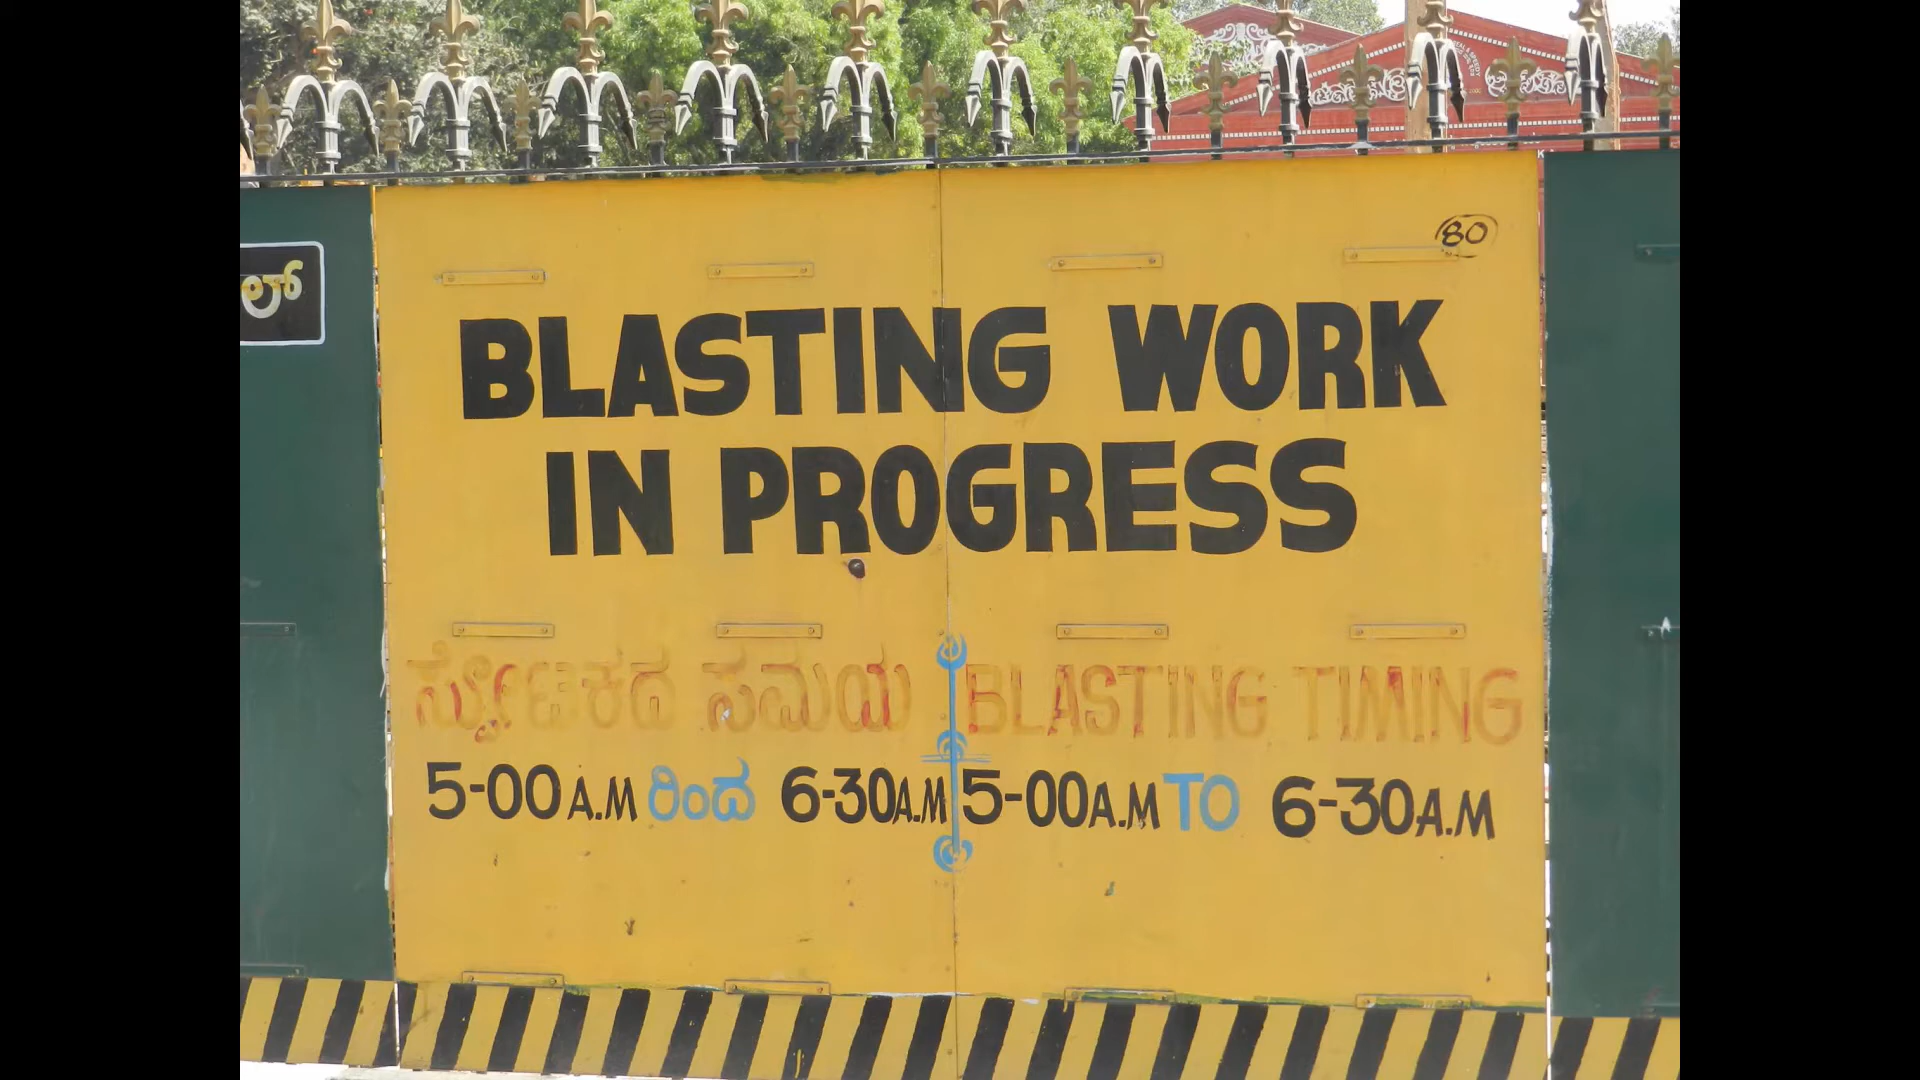 80
ಲ್
BLASTING WORK
IN PROGRESS
ಸ್ಫೋಟಕದ ಸಮಯ BLASTING TIMING
5-00A.M ರಿಂದ 6-30A.M 5-00A.M TO 6-30A.M